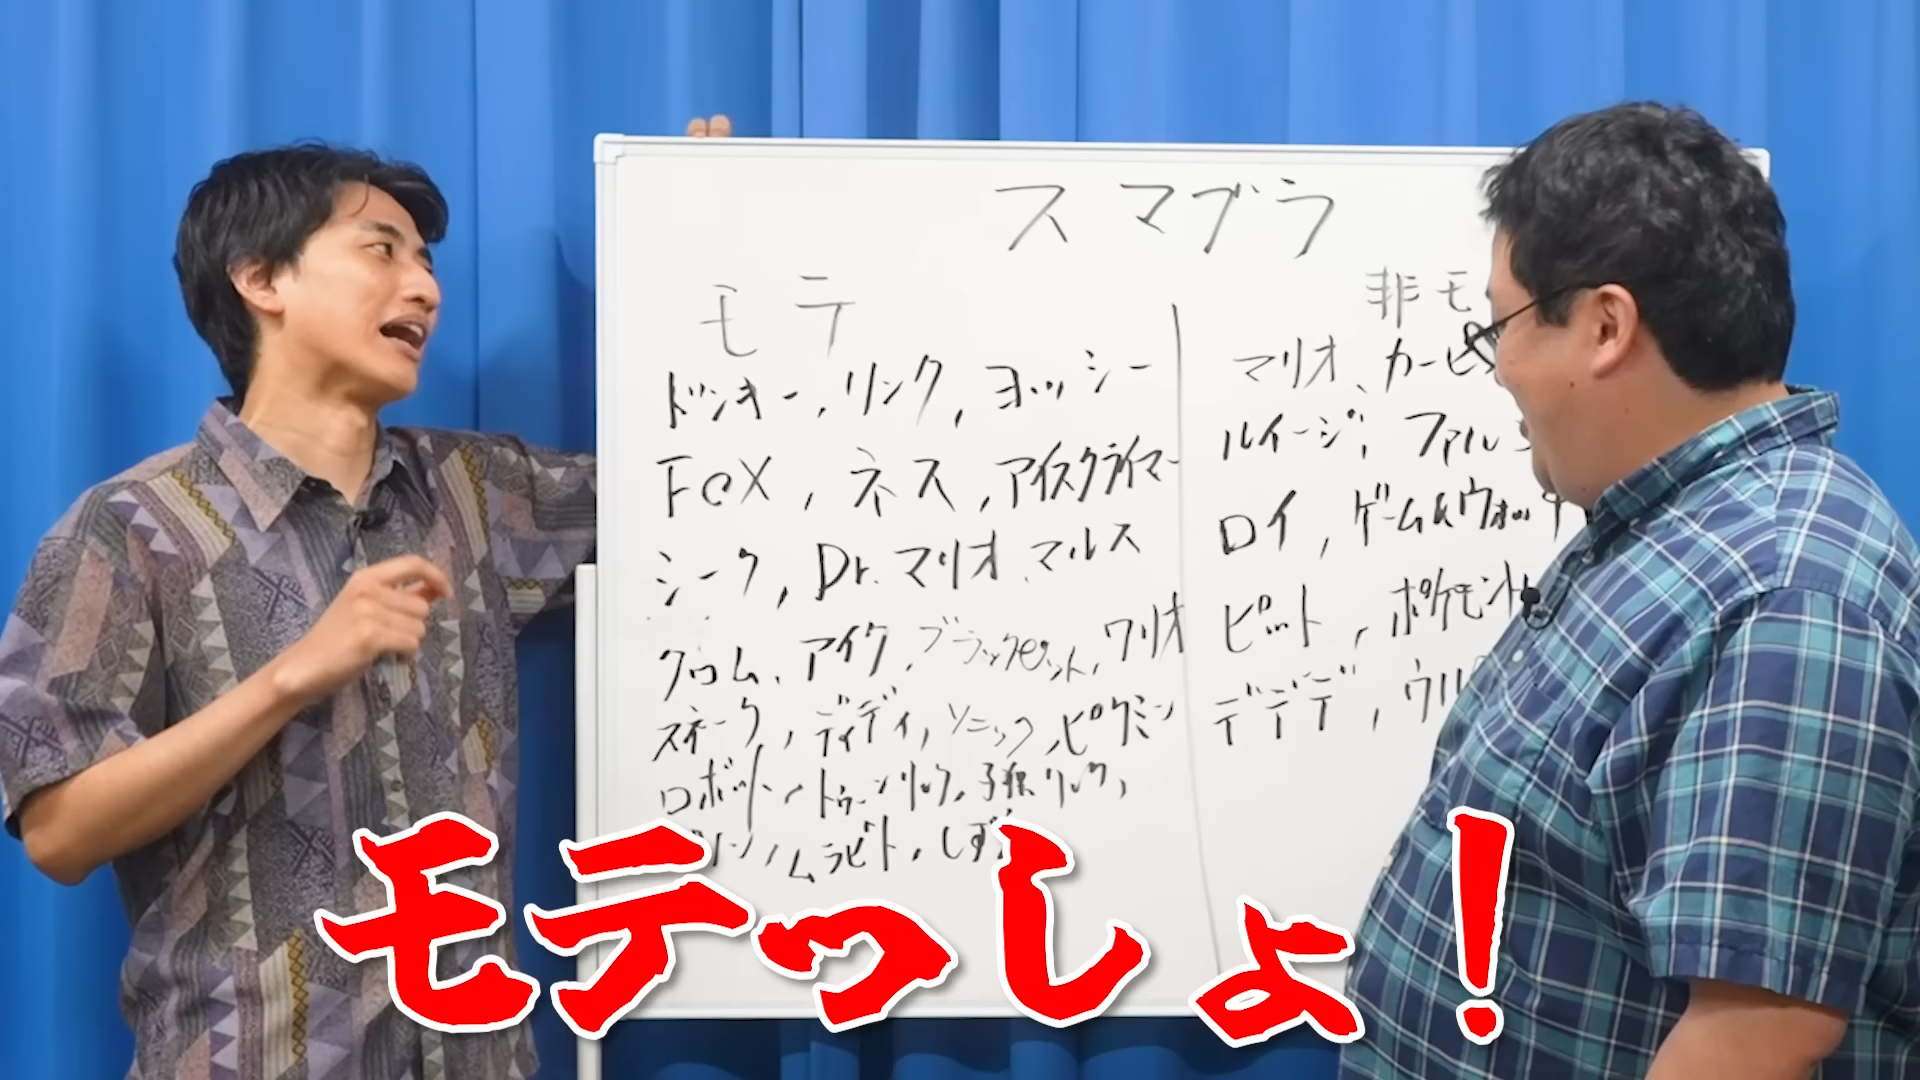 スマブラ
モテ
ドンキー, リンク, ヨッシー
FOX, ネス, アイスクライマー
シーク, Dr.マリオ、マルス
クロム、アイク, ブラックピット, ワリオ
スネーク, ディディ, ソニック, ピクミン
ロボット, トゥーンリンク, 子供リンク,
ムラビト, しず
非モ
マリオ、カービィ
ルイージ, ファルコ
ロイ, ゲーム&ウォッチ
ピット, ポケモント
デデデ, ウル
モテっしょ!